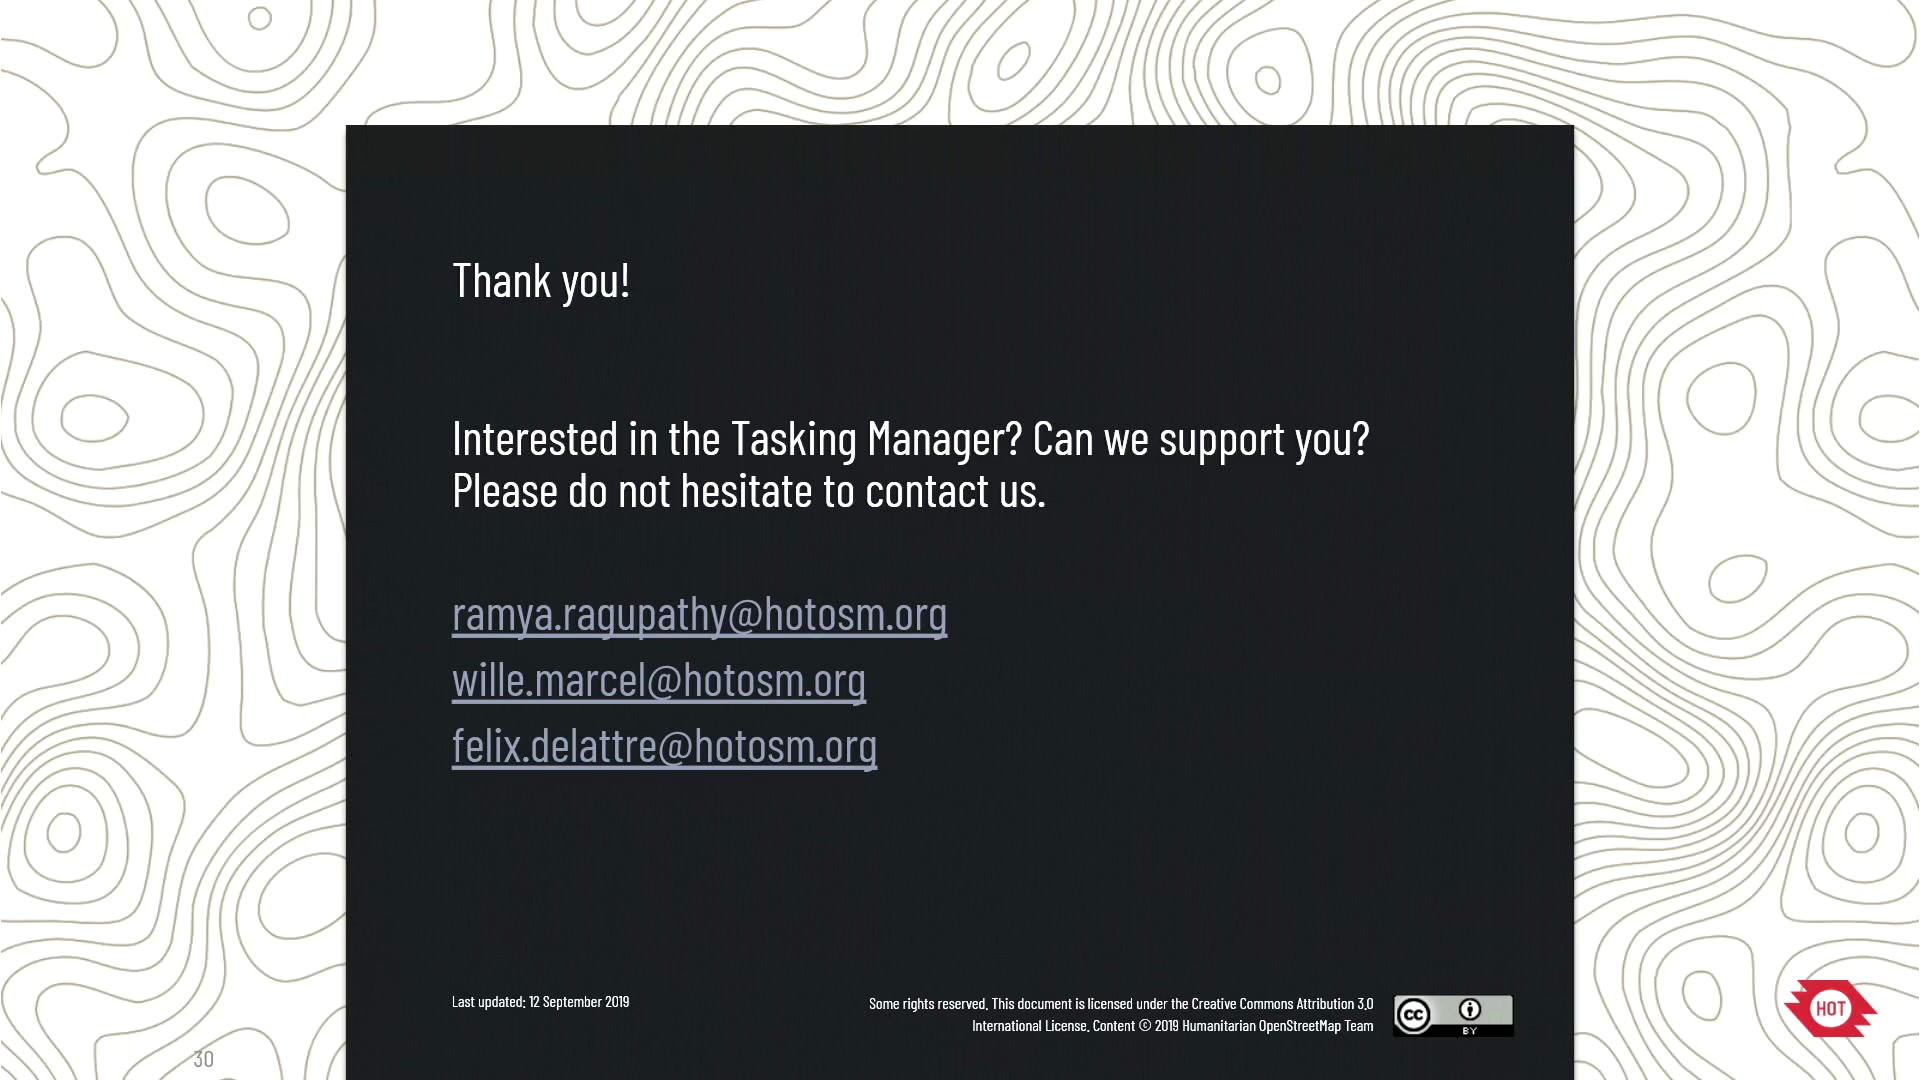 Thank you!
Interested in the Tasking Manager? Can we support you?
Please do not hesitate to contact us.
ramya.ragupathy@hotosm.org
wille.marcel@hotosm.org
felix.delattre@hotosm.org
Last updated: 12 September 2019
Some rights reserved. This document is licensed under the Creative Commons Attribution 3.0
International License. Content © 2019 Humanitarian OpenStreetMap Team
cc
BY
HOT
30